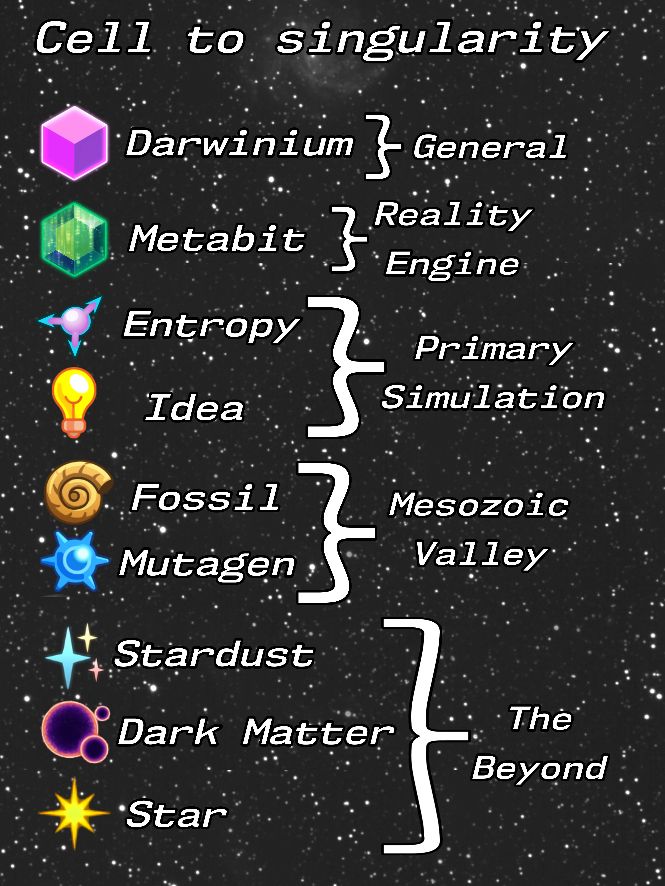 Cell to singularity
Darwinium
General
Metabit
Reality
Engine
Entropy
Idea
Primary
Simulation
Fossil
Mutagen
Mesozoic
Valley
Stardust
Dark Matter
Star
The
Beyond